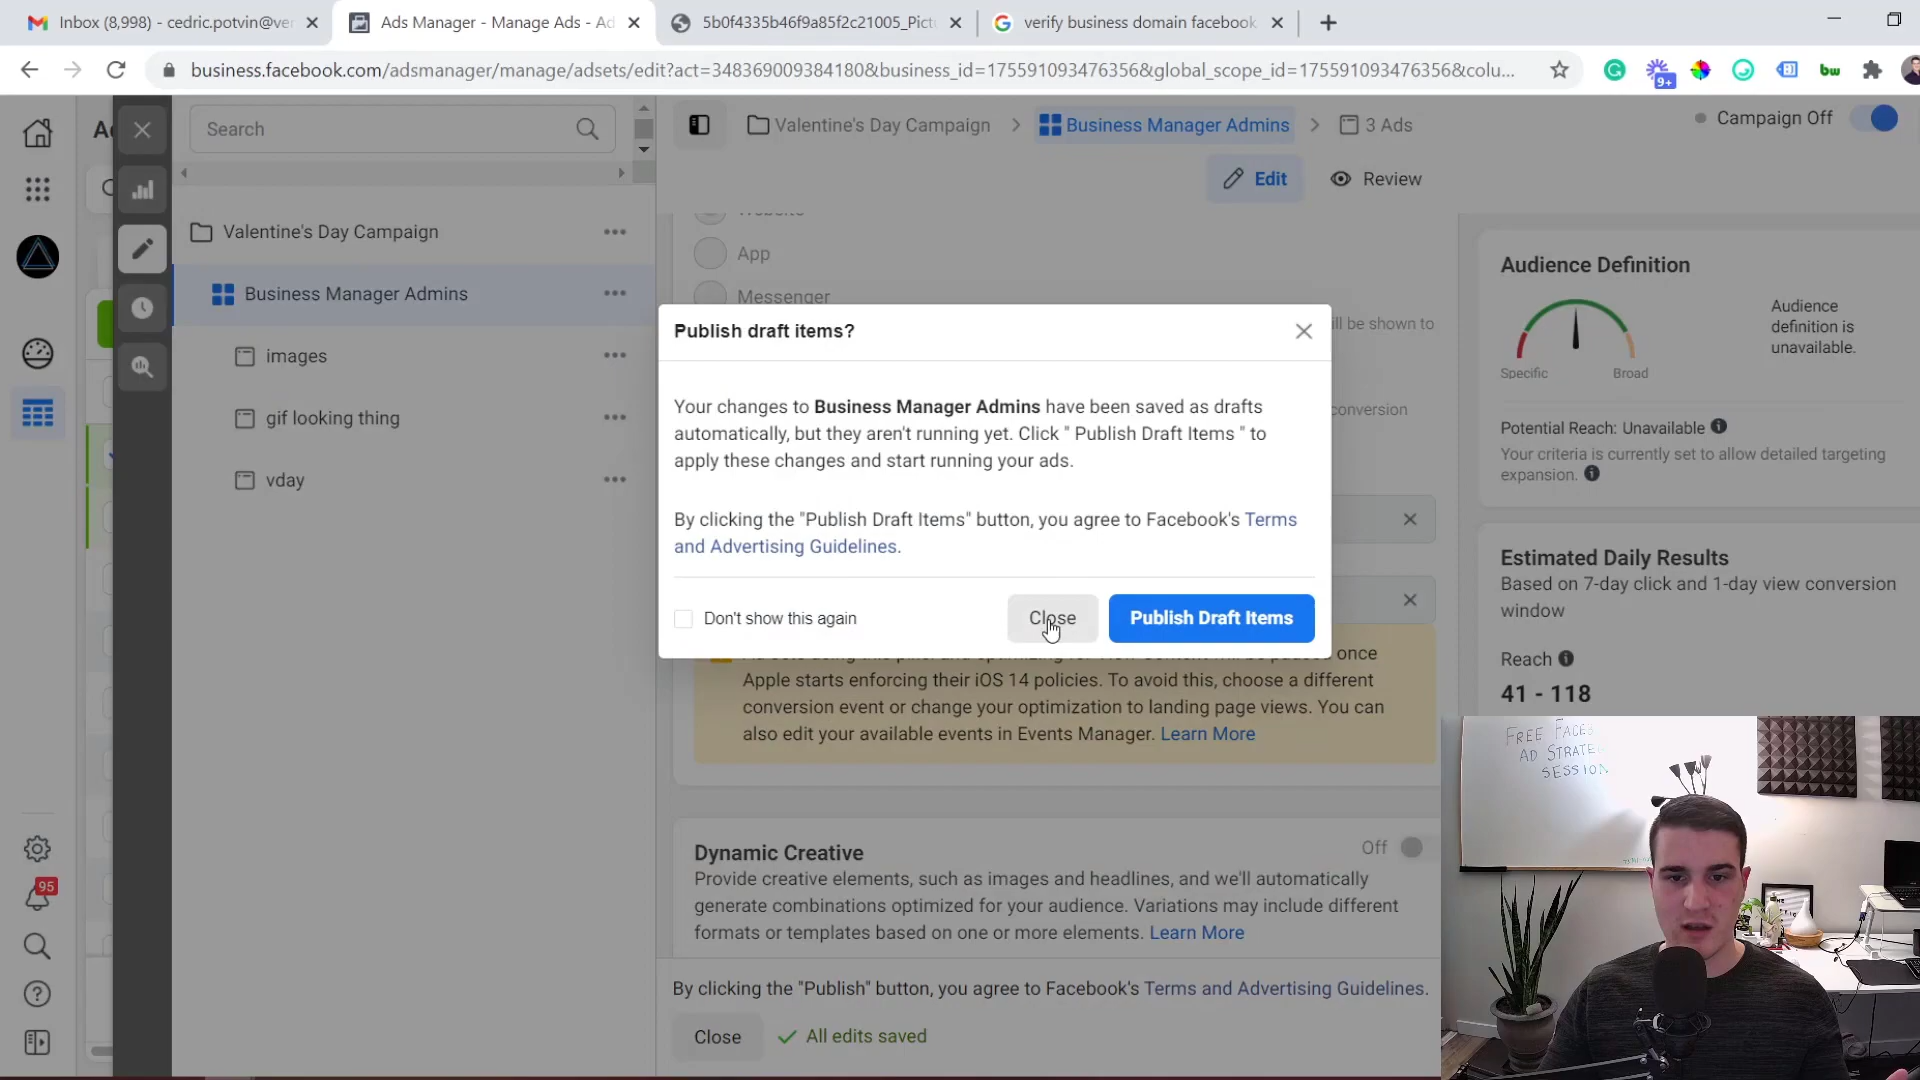 Inbox (8,998) - cedric.potvin@ve
Ads Manager - Manage Ads - Ad
5b0f4335b46f9a85f2c21005_Pictu
verify business domain facebook
business.facebook.com/adsmanager/manage/adsets/edit?act=348369009384180&business_id=175591093476356&global_scope_id=175591093476356&colu...
9+
bw
Search
Valentine's Day Campaign
Business Manager Admins
3 Ads
Campaign Off
Edit
Review
Valentine's Day Campaign
Business Manager Admins
images
gif looking thing
vday
App
Messenger
ill be shown to
conversion
Publish draft items?
Your changes to Business Manager Admins have been saved as drafts
automatically, but they aren't running yet. Click " Publish Draft Items " to
apply these changes and start running your ads.
By clicking the "Publish Draft Items" button, you agree to Facebook's Terms
and Advertising Guidelines.
Don't show this again
Close
Publish Draft Items
once
Apple starts enforcing their iOS 14 policies. To avoid this, choose a different
conversion event or change your optimization to landing page views. You can
also edit your available events in Events Manager. Learn More
Dynamic Creative
Off
Provide creative elements, such as images and headlines, and we'll automatically
generate combinations optimized for your audience. Variations may include different
formats or templates based on one or more elements. Learn More
By clicking the "Publish" button, you agree to Facebook's Terms and Advertising Guidelines.
Close
All edits saved
Audience Definition
Specific
Broad
Audience
definition is
unavailable.
Potential Reach: Unavailable
Your criteria is currently set to allow detailed targeting
expansion.
Estimated Daily Results
Based on 7-day click and 1-day view conversion
window
Reach
41 - 118
95
FREE FACEB
AD STRATE
SESSION